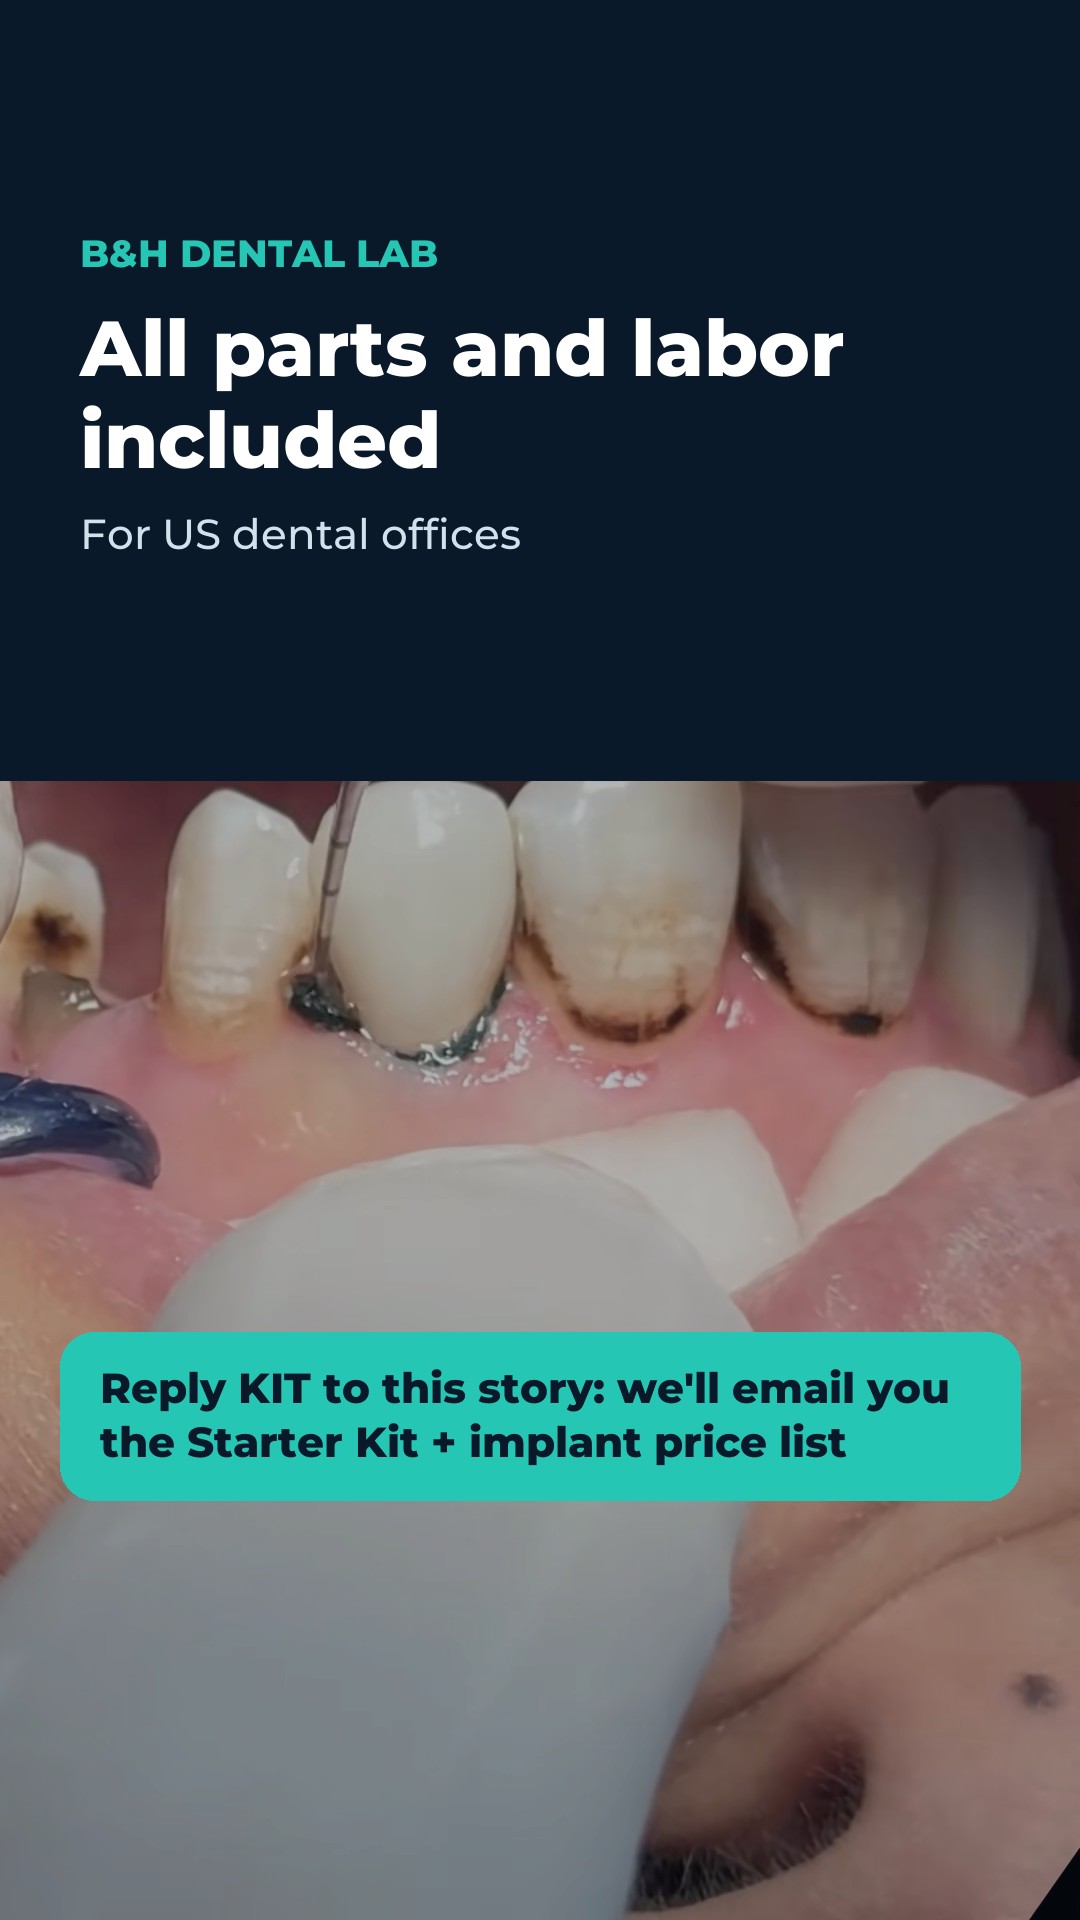 B&H DENTAL LAB
All parts and labor
included
For US dental offices
Reply KIT to this story: we'll email you
the Starter Kit + implant price list